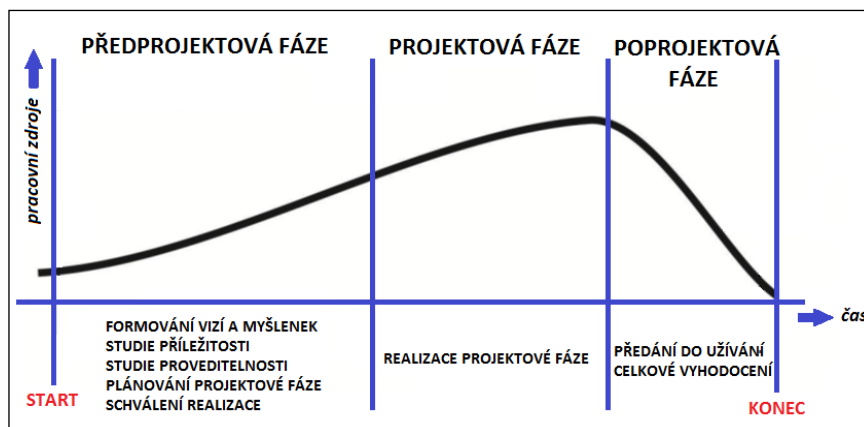 PŘEDPROJEKTOVÁ FÁZE
PROJEKTOVÁ FÁZE
POPROJEKTOVÁ
FÁZE
pracovní zdroje
čas
FORMOVÁNÍ VIZÍ A MYŠLENEK
STUDIE PŘÍLEŽITOSTI
STUDIE PROVEDITELNOSTI
PLÁNOVÁNÍ PROJEKTOVÉ FÁZE
SCHVÁLENÍ REALIZACE
REALIZACE PROJEKTOVÉ FÁZE
PŘEDÁNÍ DO UŽÍVÁNÍ
CELKOVÉ VYHODOCENÍ
START
KONEC